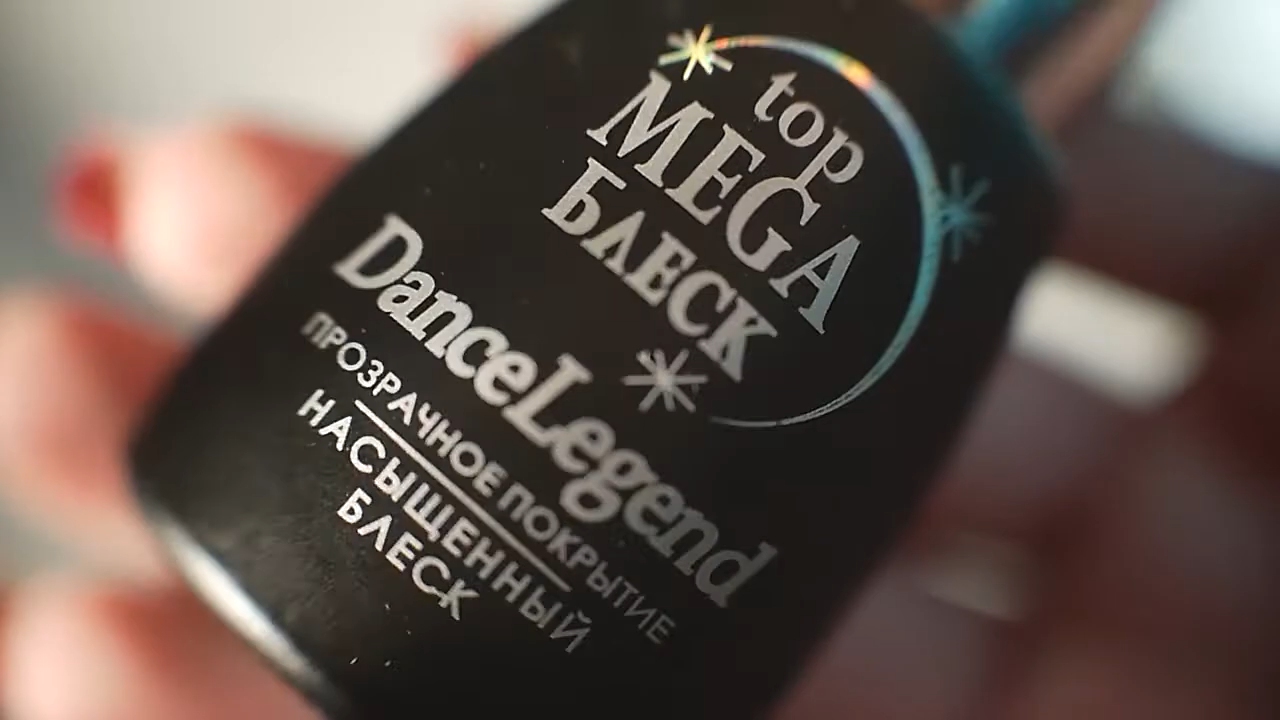 top
MEGA
БЛЕСК
DanceLegend
ПРОЗРАЧНОЕ ПОКРЫТИЕ
НАСЫЩЕННЫЙ
БЛЕСК